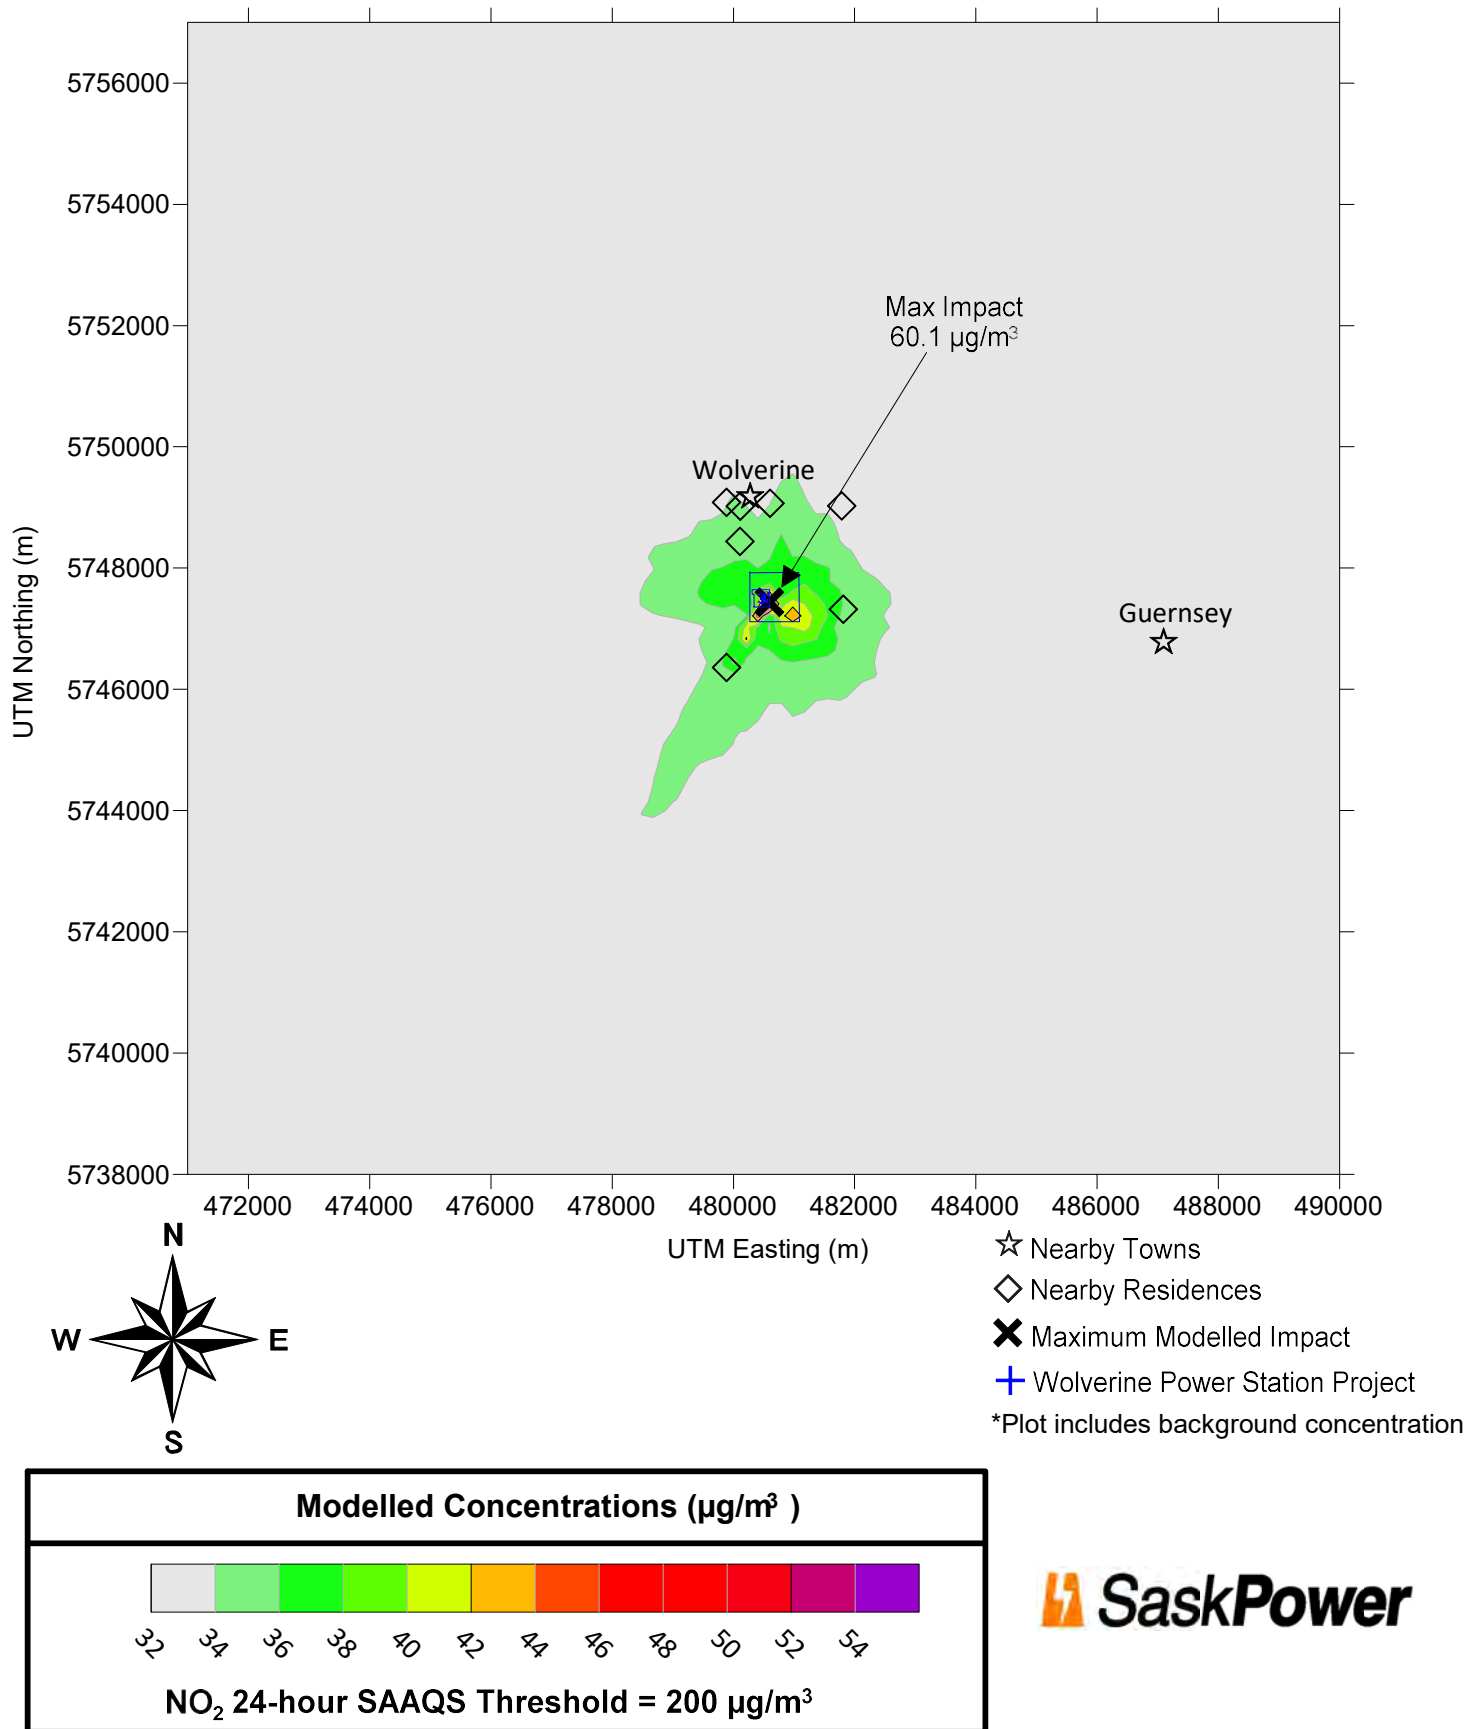 5756000
5754000
5752000
5750000
5748000
5746000
5744000
5742000
5740000
5738000
UTM Northing (m)
Max Impact
60.1 µg/m³
Wolverine
Guernsey
472000 474000 476000 478000 480000 482000 484000 486000 488000 490000
UTM Easting (m)
N
W E
S
Nearby Towns
Nearby Residences
Maximum Modelled Impact
Wolverine Power Station Project
*Plot includes background concentration
Modelled Concentrations (µg/m³ )
32 34 36 38 40 42 44 46 48 50 52 54
NO₂ 24-hour SAAQS Threshold = 200 µg/m³
SaskPower